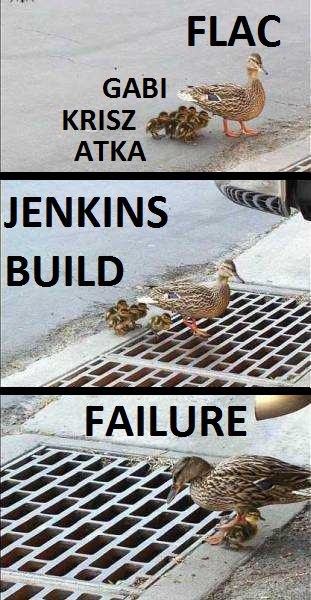 FLAC
GABI
KRISZ
ATKA
JENKINS
BUILD
FAILURE